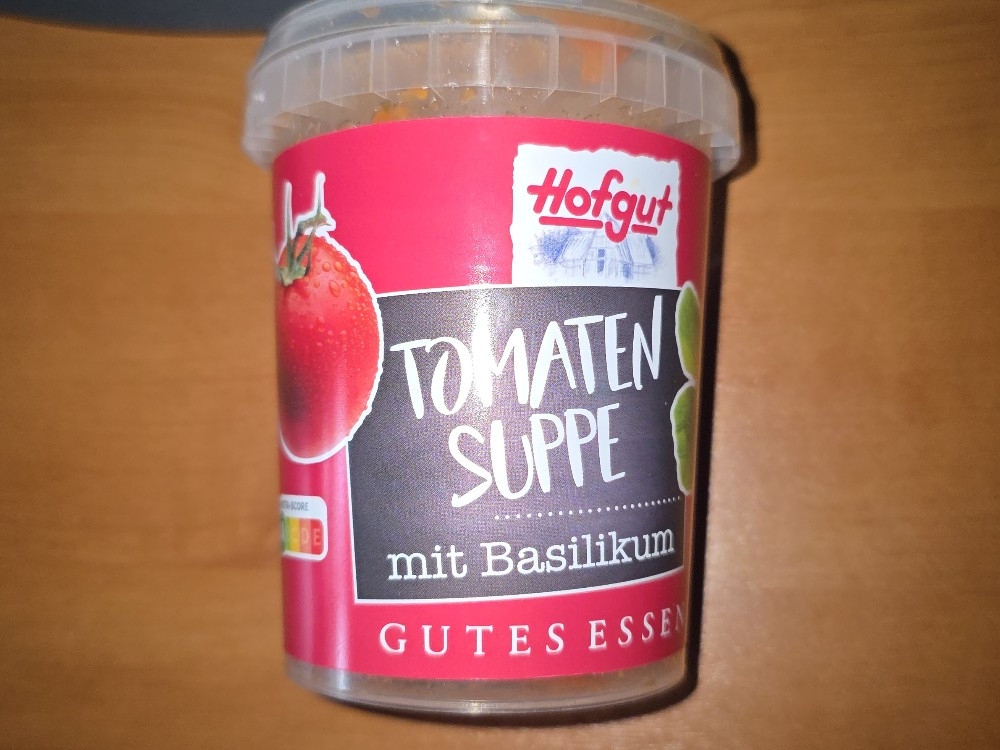 Hofgut
TOMATEN
SUPPE
mit Basilikum
GUTES ESSEN
D E